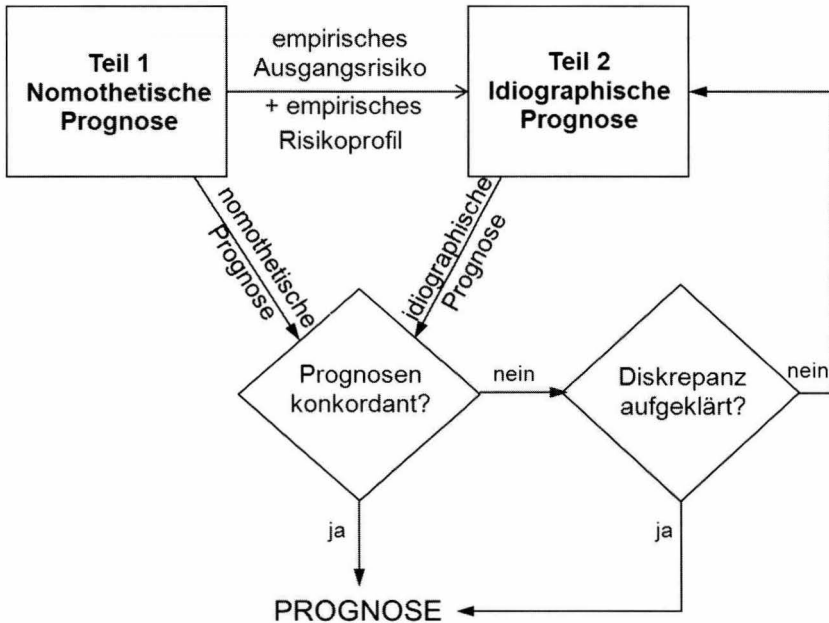 Teil 1
Nomothetische
Prognose
empirisches
Ausgangsrisiko
+ empirisches
Risikoprofil
Teil 2
Idiographische
Prognose
nomothetische
Prognose
idiographische
Prognose
Prognosen
konkordant?
nein
Diskrepanz
aufgeklärt?
nein
ja
ja
PROGNOSE